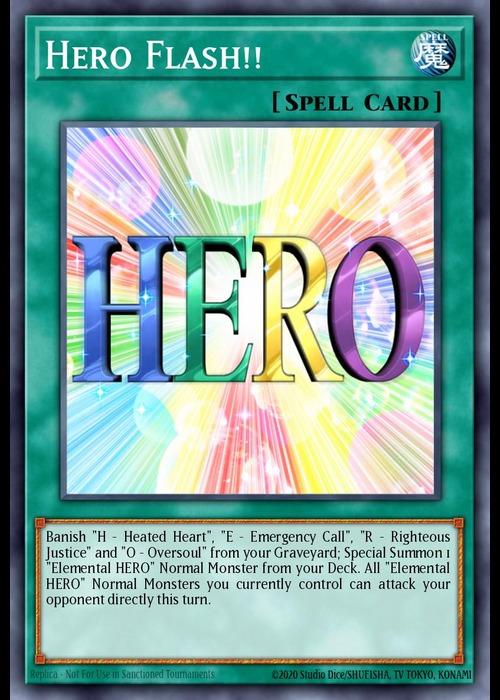 Hero Flash!!
SPELL
魔
[Spell Card]
HERO
Banish "H - Heated Heart", "E - Emergency Call", "R - Righteous
Justice" and "O - Oversoul" from your Graveyard; Special Summon 1
"Elemental HERO" Normal Monster from your Deck. All "Elemental
HERO" Normal Monsters you currently control can attack your
opponent directly this turn.
Replica - Not For Use in Sanctioned Tournaments
©2020 Studio Dice/SHUEISHA, TV TOKYO, KONAMI